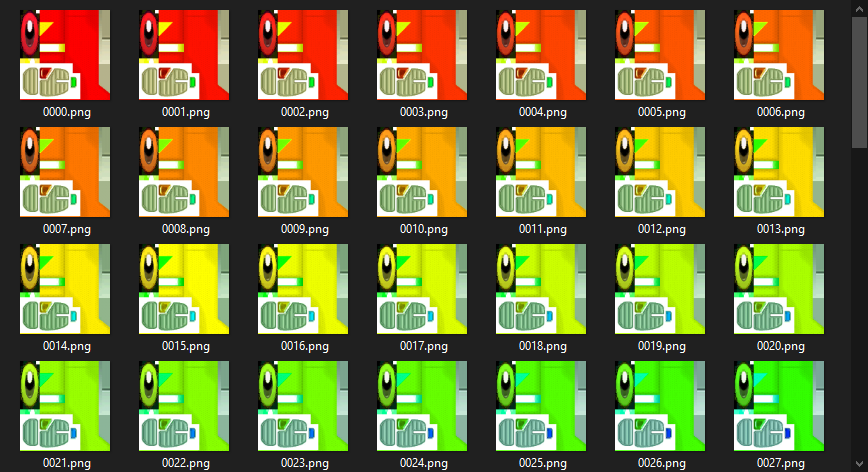 0000.png 0001.png 0002.png 0003.png 0004.png 0005.png 0006.png
0007.png 0008.png 0009.png 0010.png 0011.png 0012.png 0013.png
0014.png 0015.png 0016.png 0017.png 0018.png 0019.png 0020.png
0021.png 0022.png 0023.png 0024.png 0025.png 0026.png 0027.png